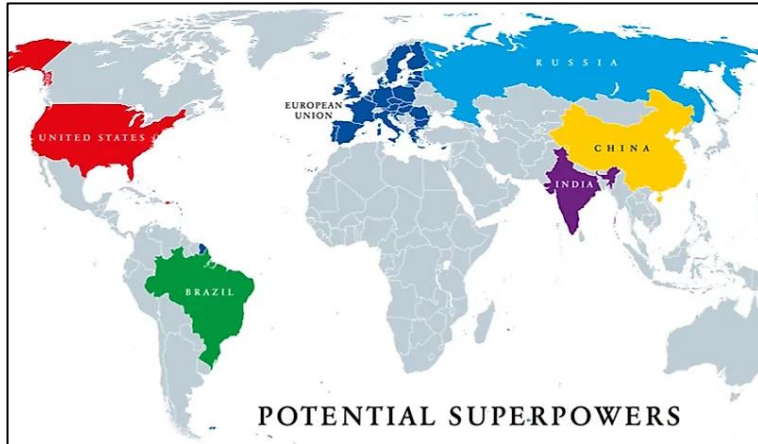 RUSSIA
EUROPEAN
UNION
UNITED STATES
CHINA
INDIA
BRAZIL
POTENTIAL SUPERPOWERS